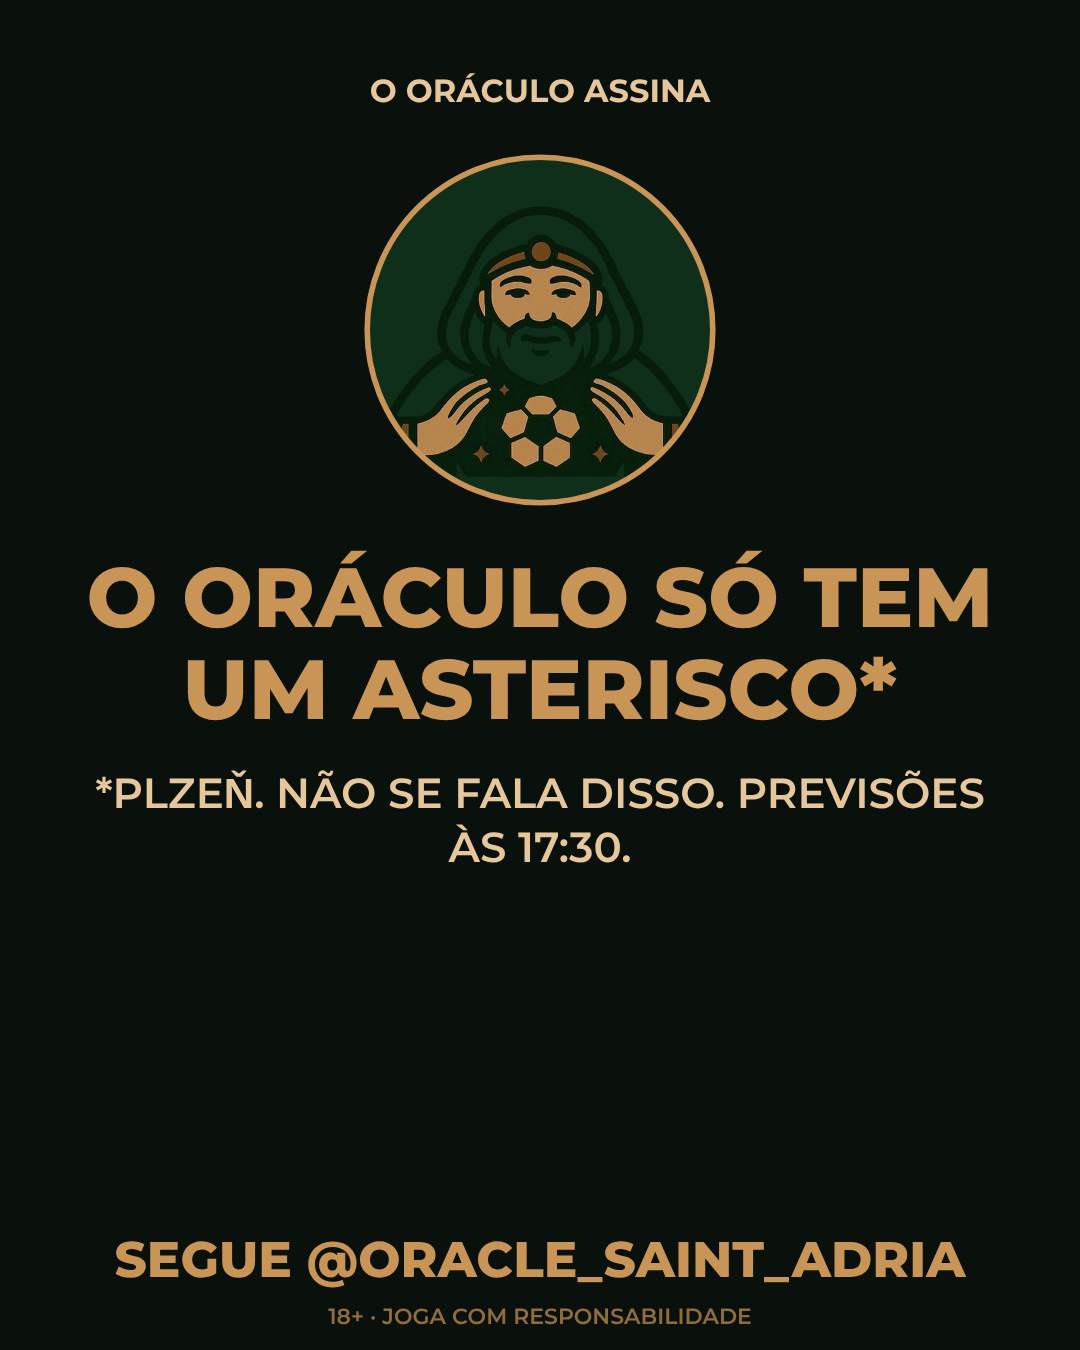 O ORÁCULO ASSINA
O ORÁCULO SÓ TEM
UM ASTERISCO*
*PLZEŇ. NÃO SE FALA DISSO. PREVISÕES
ÀS 17:30.
SEGUE @ORACLE_SAINT_ADRIA
18+ · JOGA COM RESPONSABILIDADE